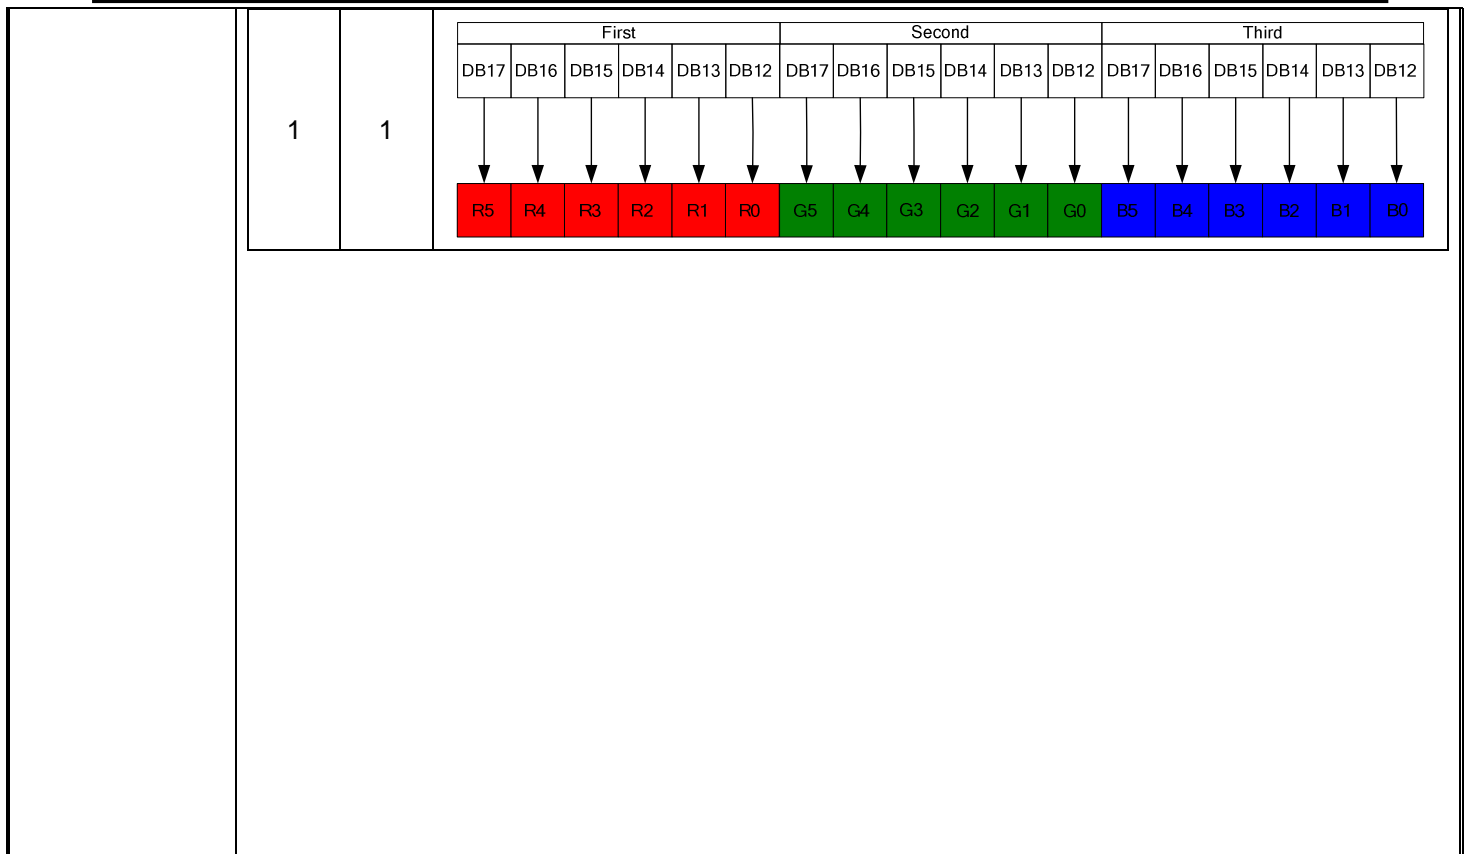 First Second Third
DB17 DB16 DB15 DB14 DB13 DB12 DB17 DB16 DB15 DB14 DB13 DB12 DB17 DB16 DB15 DB14 DB13 DB12
1 1
R5 R4 R3 R2 R1 R0 G5 G4 G3 G2 G1 G0 B5 B4 B3 B2 B1 B0